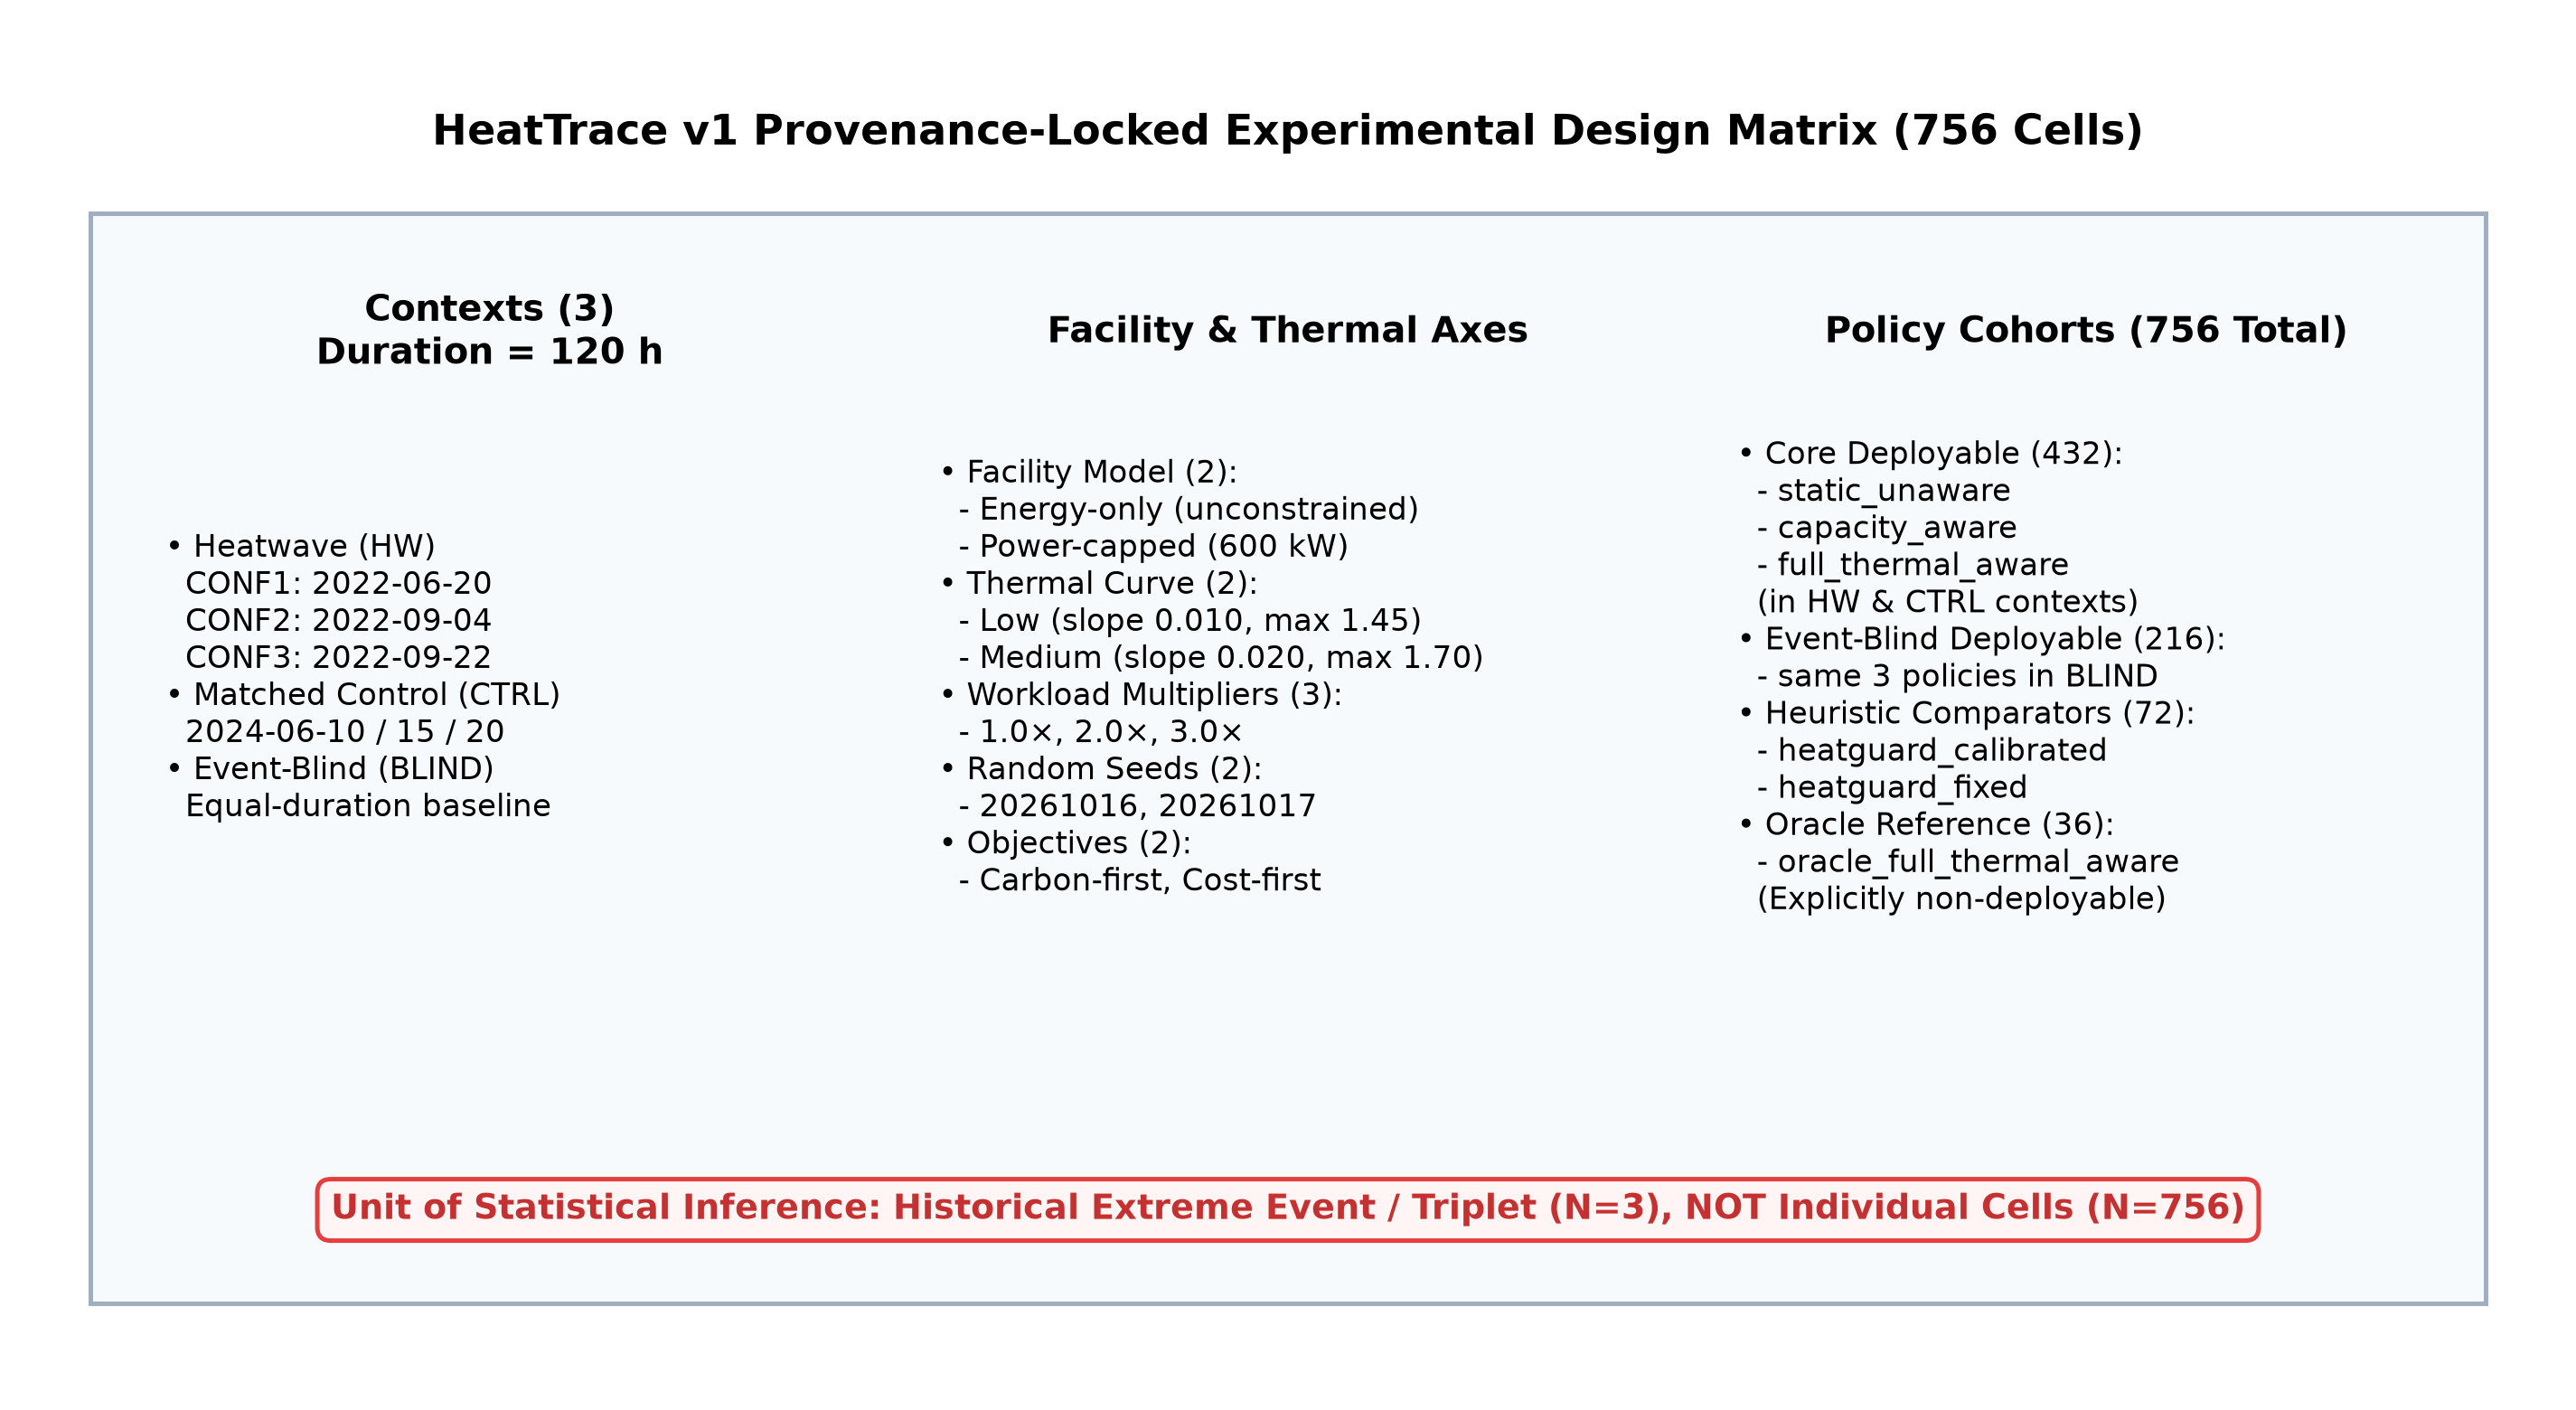 HeatTrace v1 Provenance-Locked Experimental Design Matrix (756 Cells)
Contexts (3)
Duration = 120 h
• Heatwave (HW)
CONF1: 2022-06-20
CONF2: 2022-09-04
CONF3: 2022-09-22
• Matched Control (CTRL)
2024-06-10 / 15 / 20
• Event-Blind (BLIND)
Equal-duration baseline
Facility & Thermal Axes
• Facility Model (2):
- Energy-only (unconstrained)
- Power-capped (600 kW)
• Thermal Curve (2):
- Low (slope 0.010, max 1.45)
- Medium (slope 0.020, max 1.70)
• Workload Multipliers (3):
- 1.0×, 2.0×, 3.0×
• Random Seeds (2):
- 20261016, 20261017
• Objectives (2):
- Carbon-first, Cost-first
Policy Cohorts (756 Total)
• Core Deployable (432):
- static_unaware
- capacity_aware
- full_thermal_aware
(in HW & CTRL contexts)
• Event-Blind Deployable (216):
- same 3 policies in BLIND
• Heuristic Comparators (72):
- heatguard_calibrated
- heatguard_fixed
• Oracle Reference (36):
- oracle_full_thermal_aware
(Explicitly non-deployable)
Unit of Statistical Inference: Historical Extreme Event / Triplet (N=3), NOT Individual Cells (N=756)